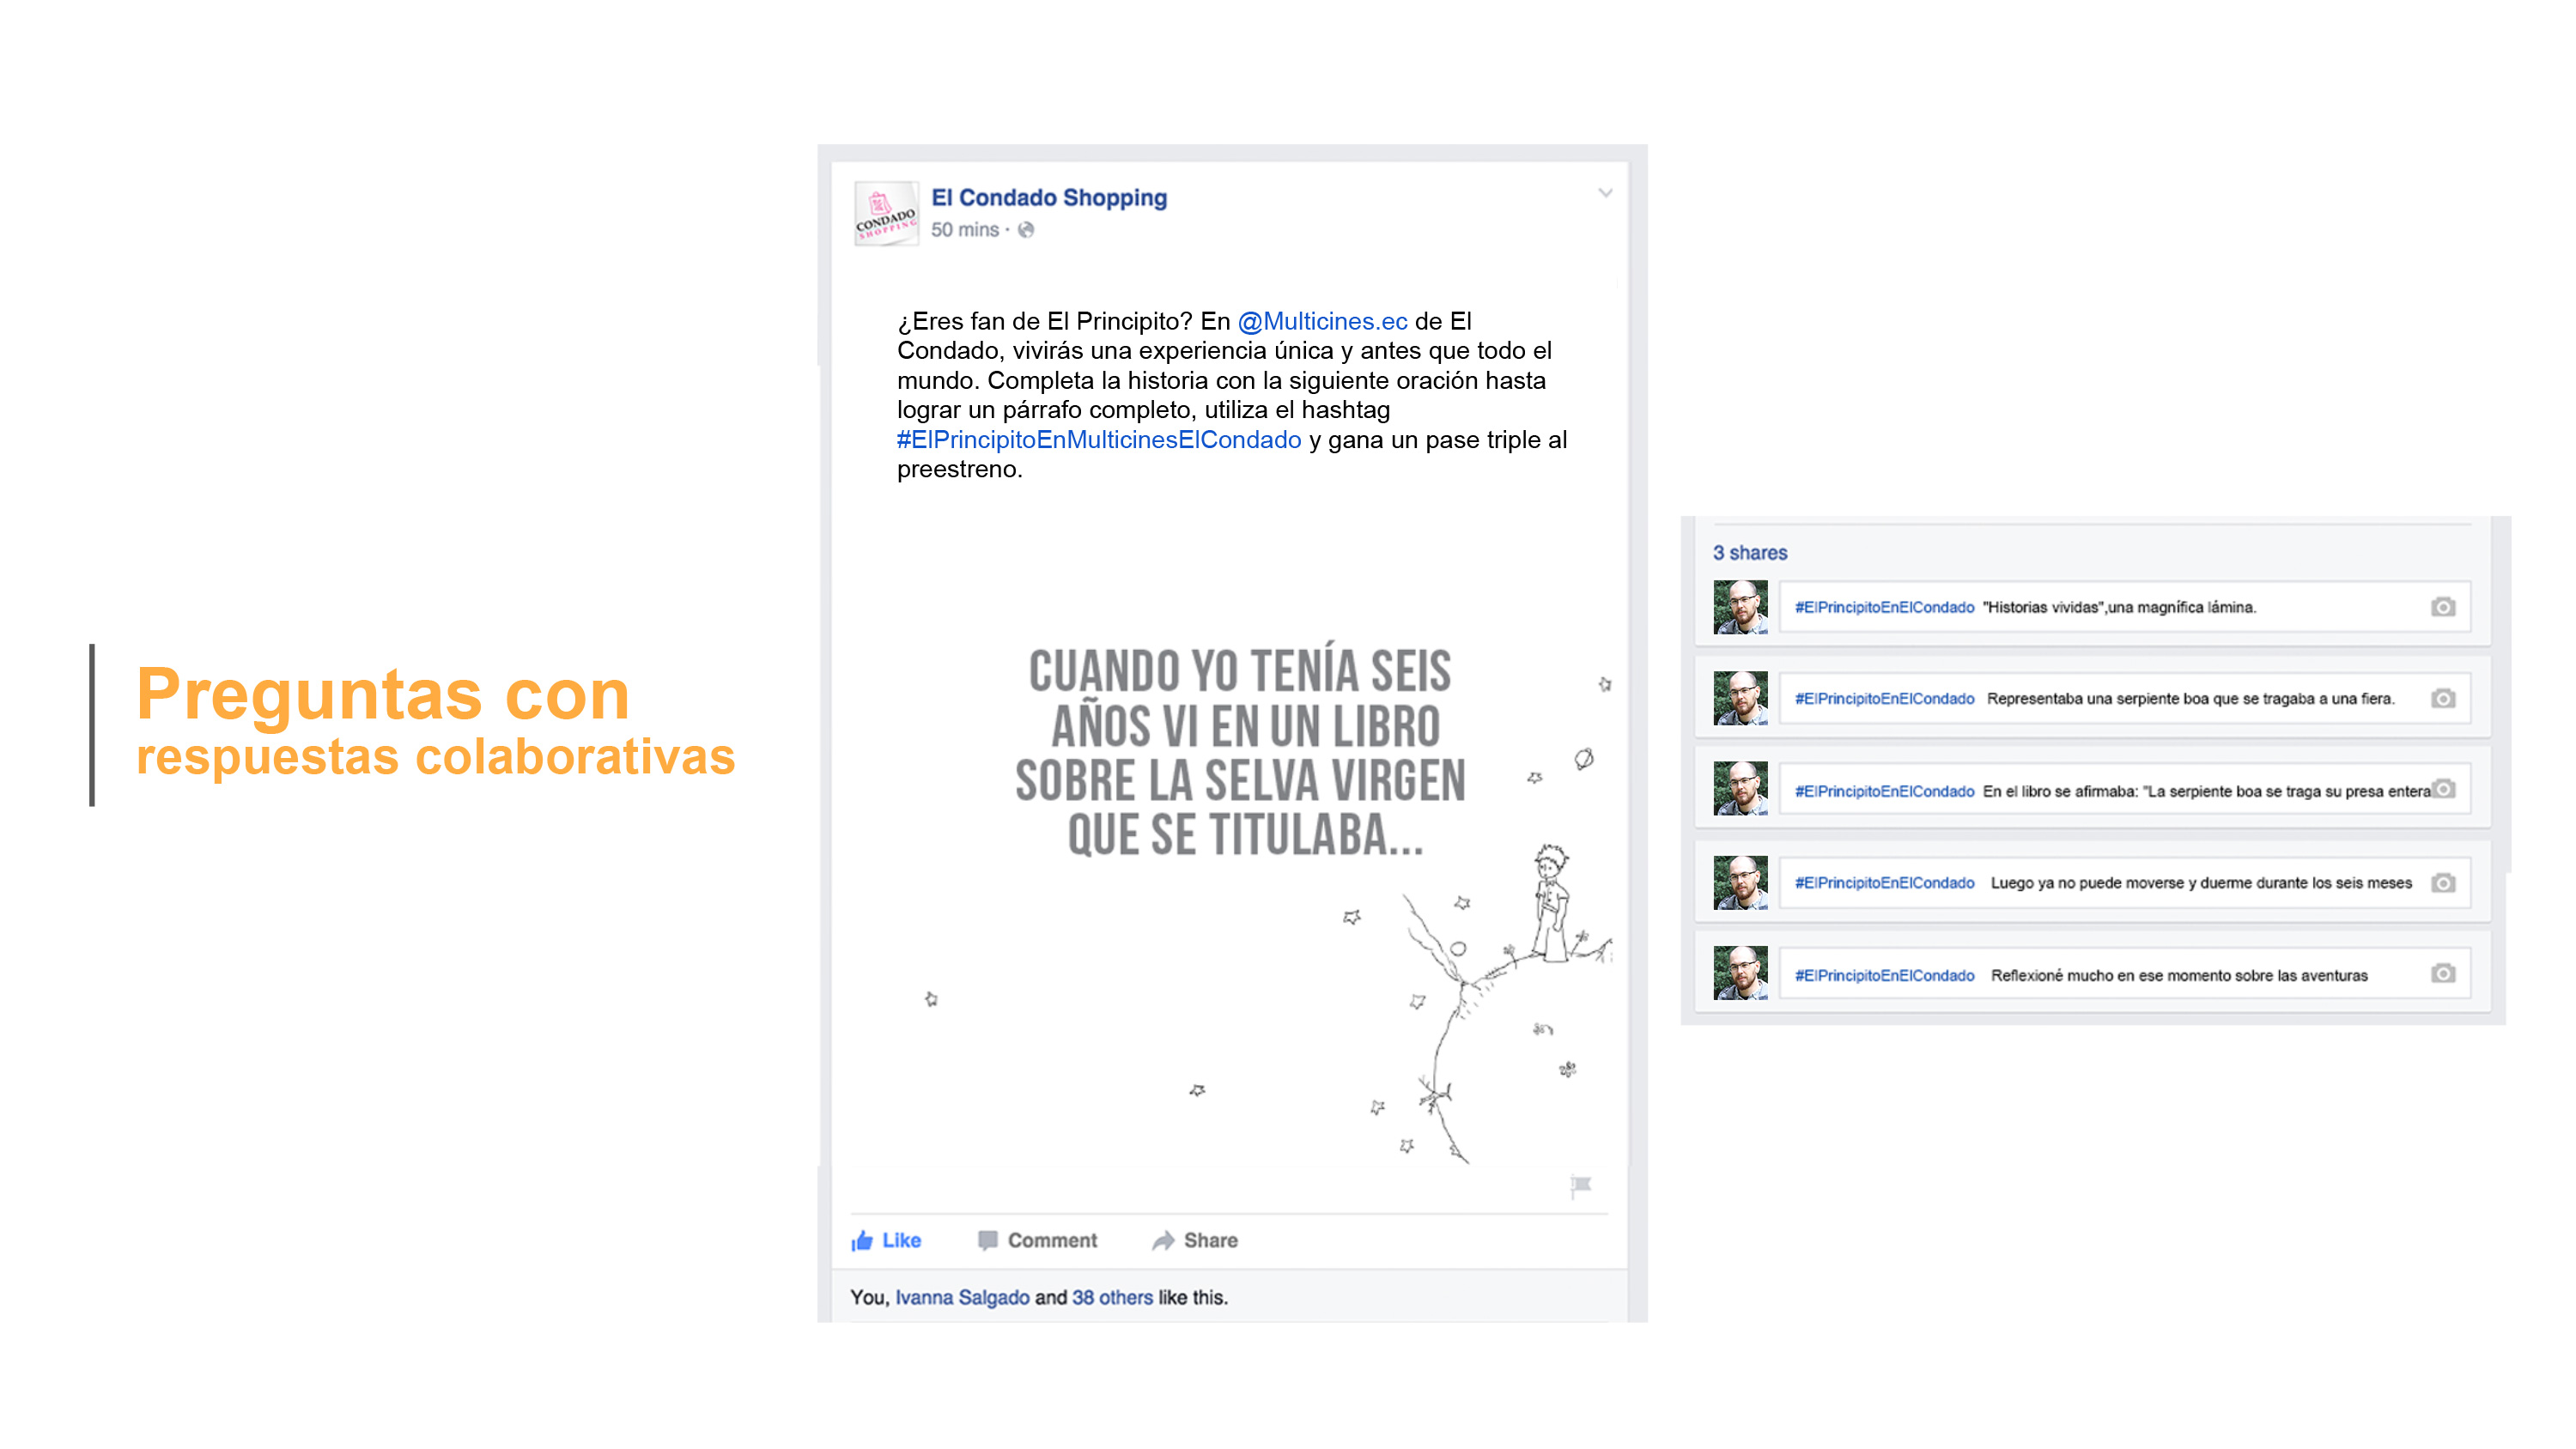 Preguntas con
respuestas colaborativas
CONDADO
SHOPPING
El Condado Shopping
50 mins ·
¿Eres fan de El Principito? En @Multicines.ec de El
Condado, vivirás una experiencia única y antes que todo el
mundo. Completa la historia con la siguiente oración hasta
lograr un párrafo completo, utiliza el hashtag
#ElPrincipitoEnMulticinesElCondado y gana un pase triple al
preestreno.
CUANDO YO TENÍA SEIS
AÑOS VI EN UN LIBRO
SOBRE LA SELVA VIRGEN
QUE SE TITULABA...
Like Comment Share
You, Ivanna Salgado and 38 others like this.
3 shares
#ElPrincipitoEnElCondado "Historias vividas",una magnífica lámina.
#ElPrincipitoEnElCondado Representaba una serpiente boa que se tragaba a una fiera.
#ElPrincipitoEnElCondado En el libro se afirmaba: "La serpiente boa se traga su presa entera
#ElPrincipitoEnElCondado Luego ya no puede moverse y duerme durante los seis meses
#ElPrincipitoEnElCondado Reflexioné mucho en ese momento sobre las aventuras